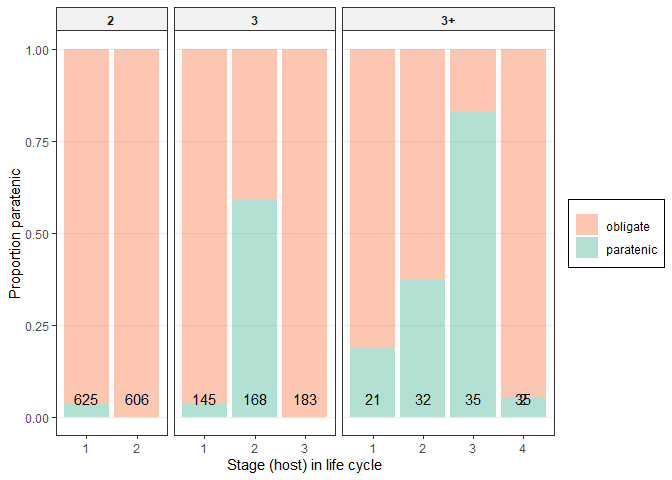 2 3 3+
1.00
0.75
0.50
0.25
0.00
Proportion paratenic
625 606 145 168 183 21 32 35
1 2 1 2 3 1 2 3 4
Stage (host) in life cycle
obligate
paratenic